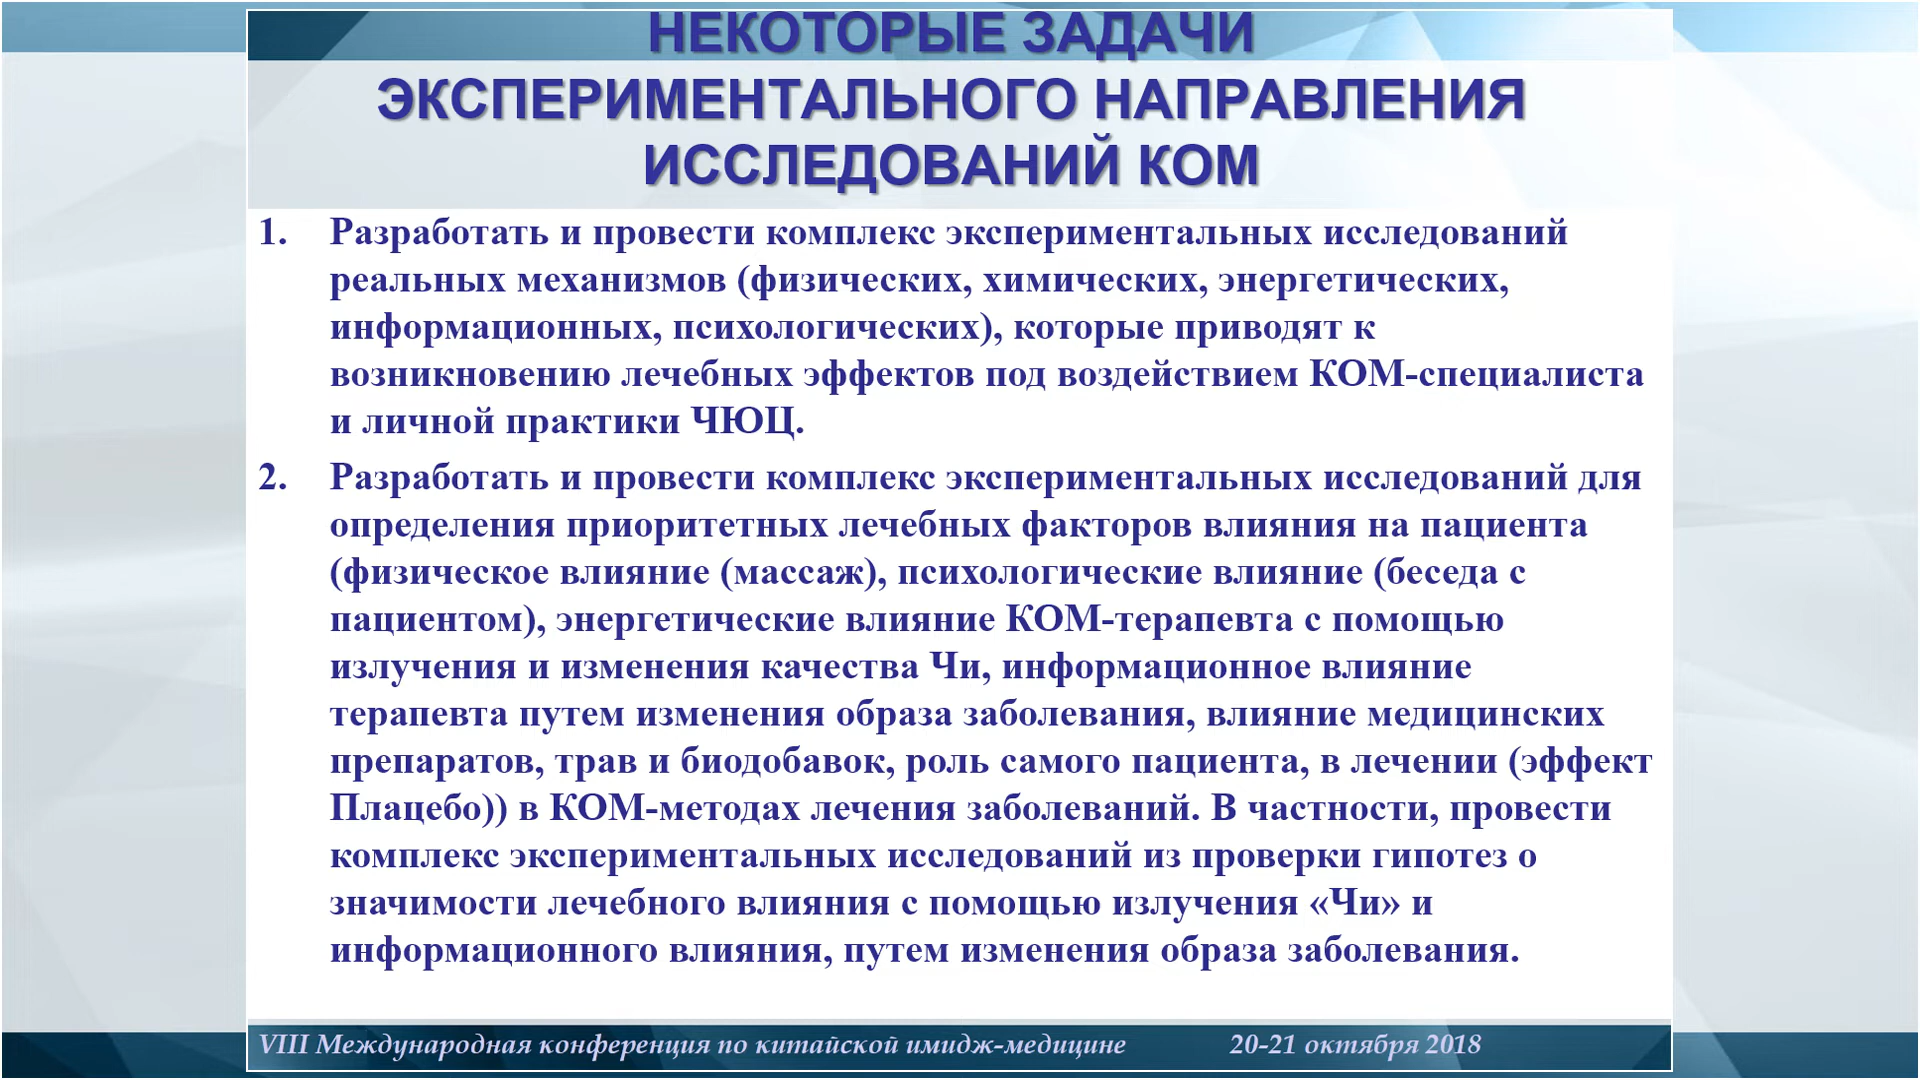 НЕКОТОРЫЕ ЗАДАЧИ
ЭКСПЕРИМЕНТАЛЬНОГО НАПРАВЛЕНИЯ
ИССЛЕДОВАНИЙ КОМ
1. Разработать и провести комплекс экспериментальных исследований
реальных механизмов (физических, химических, энергетических,
информационных, психологических), которые приводят к
возникновению лечебных эффектов под воздействием КОМ-специалиста
и личной практики ЧЮЦ.
2. Разработать и провести комплекс экспериментальных исследований для
определения приоритетных лечебных факторов влияния на пациента
(физическое влияние (массаж), психологические влияние (беседа с
пациентом), энергетические влияние КОМ-терапевта с помощью
излучения и изменения качества Чи, информационное влияние
терапевта путем изменения образа заболевания, влияние медицинских
препаратов, трав и биодобавок, роль самого пациента, в лечении (эффект
Плацебо)) в КОМ-методах лечения заболеваний. В частности, провести
комплекс экспериментальных исследований из проверки гипотез о
значимости лечебного влияния с помощью излучения «Чи» и
информационного влияния, путем изменения образа заболевания.
VIII Международная конференция по китайской имидж-медицине 20-21 октября 2018